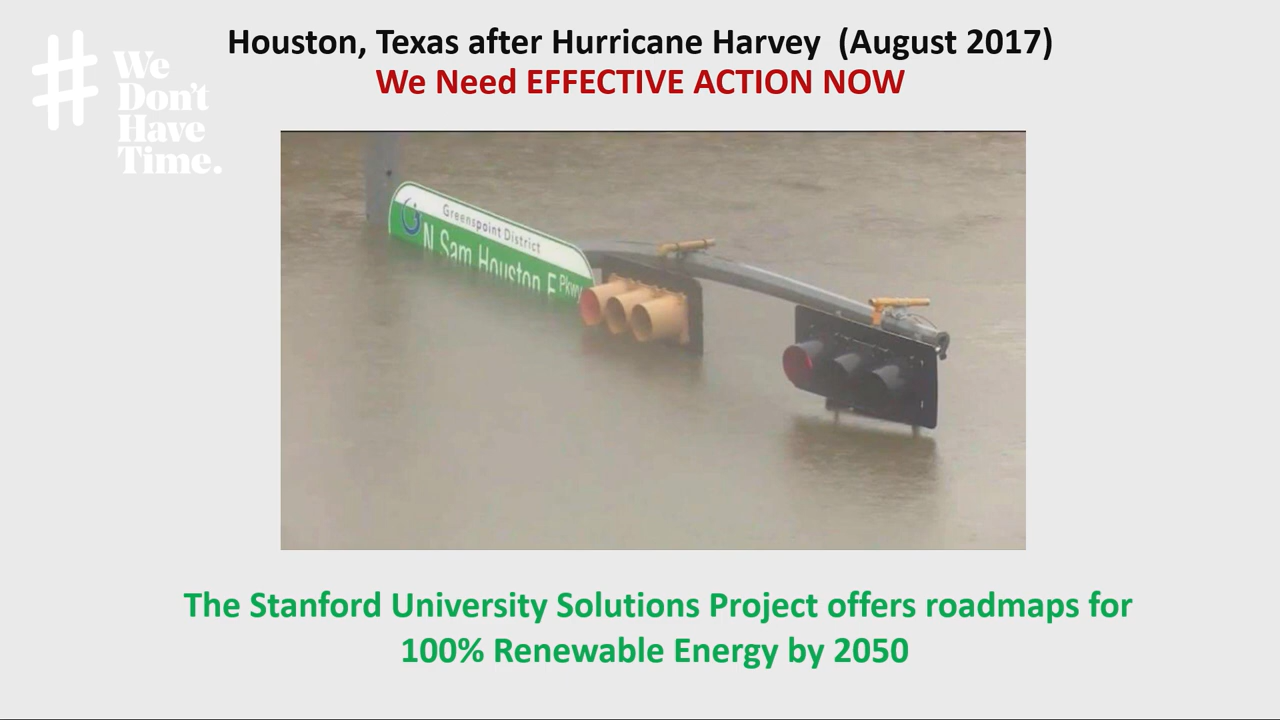 Houston, Texas after Hurricane Harvey (August 2017)
We Need EFFECTIVE ACTION NOW
# We
Don't
Have
Time.
Greenspoint District
N Sam Houston E Pkwy
The Stanford University Solutions Project offers roadmaps for
100% Renewable Energy by 2050